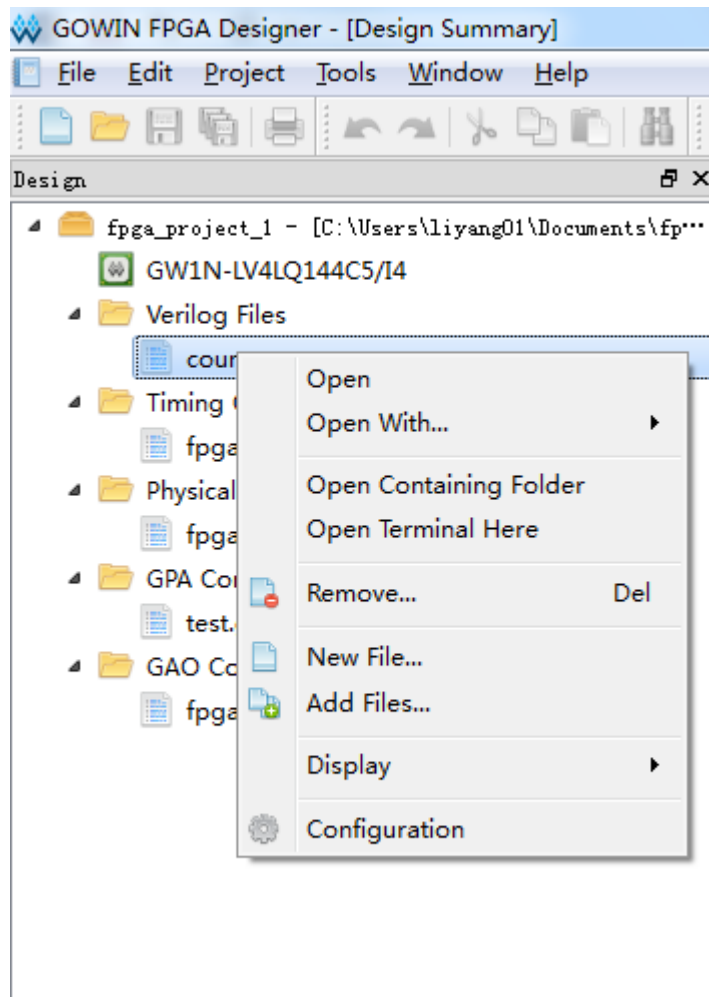 GOWIN FPGA Designer - [Design Summary]
File Edit Project Tools Window Help
Design
fpga_project_1 - [C:\Users\liyang01\Documents\fp...
GW1N-LV4LQ144C5/I4
Verilog Files
cour
Open
Timing
Open With...
fpga
Physical
Open Containing Folder
fpga
Open Terminal Here
GPA Co
Remove... Del
test.
GAO Co
New File...
fpga
Add Files...
Display
Configuration